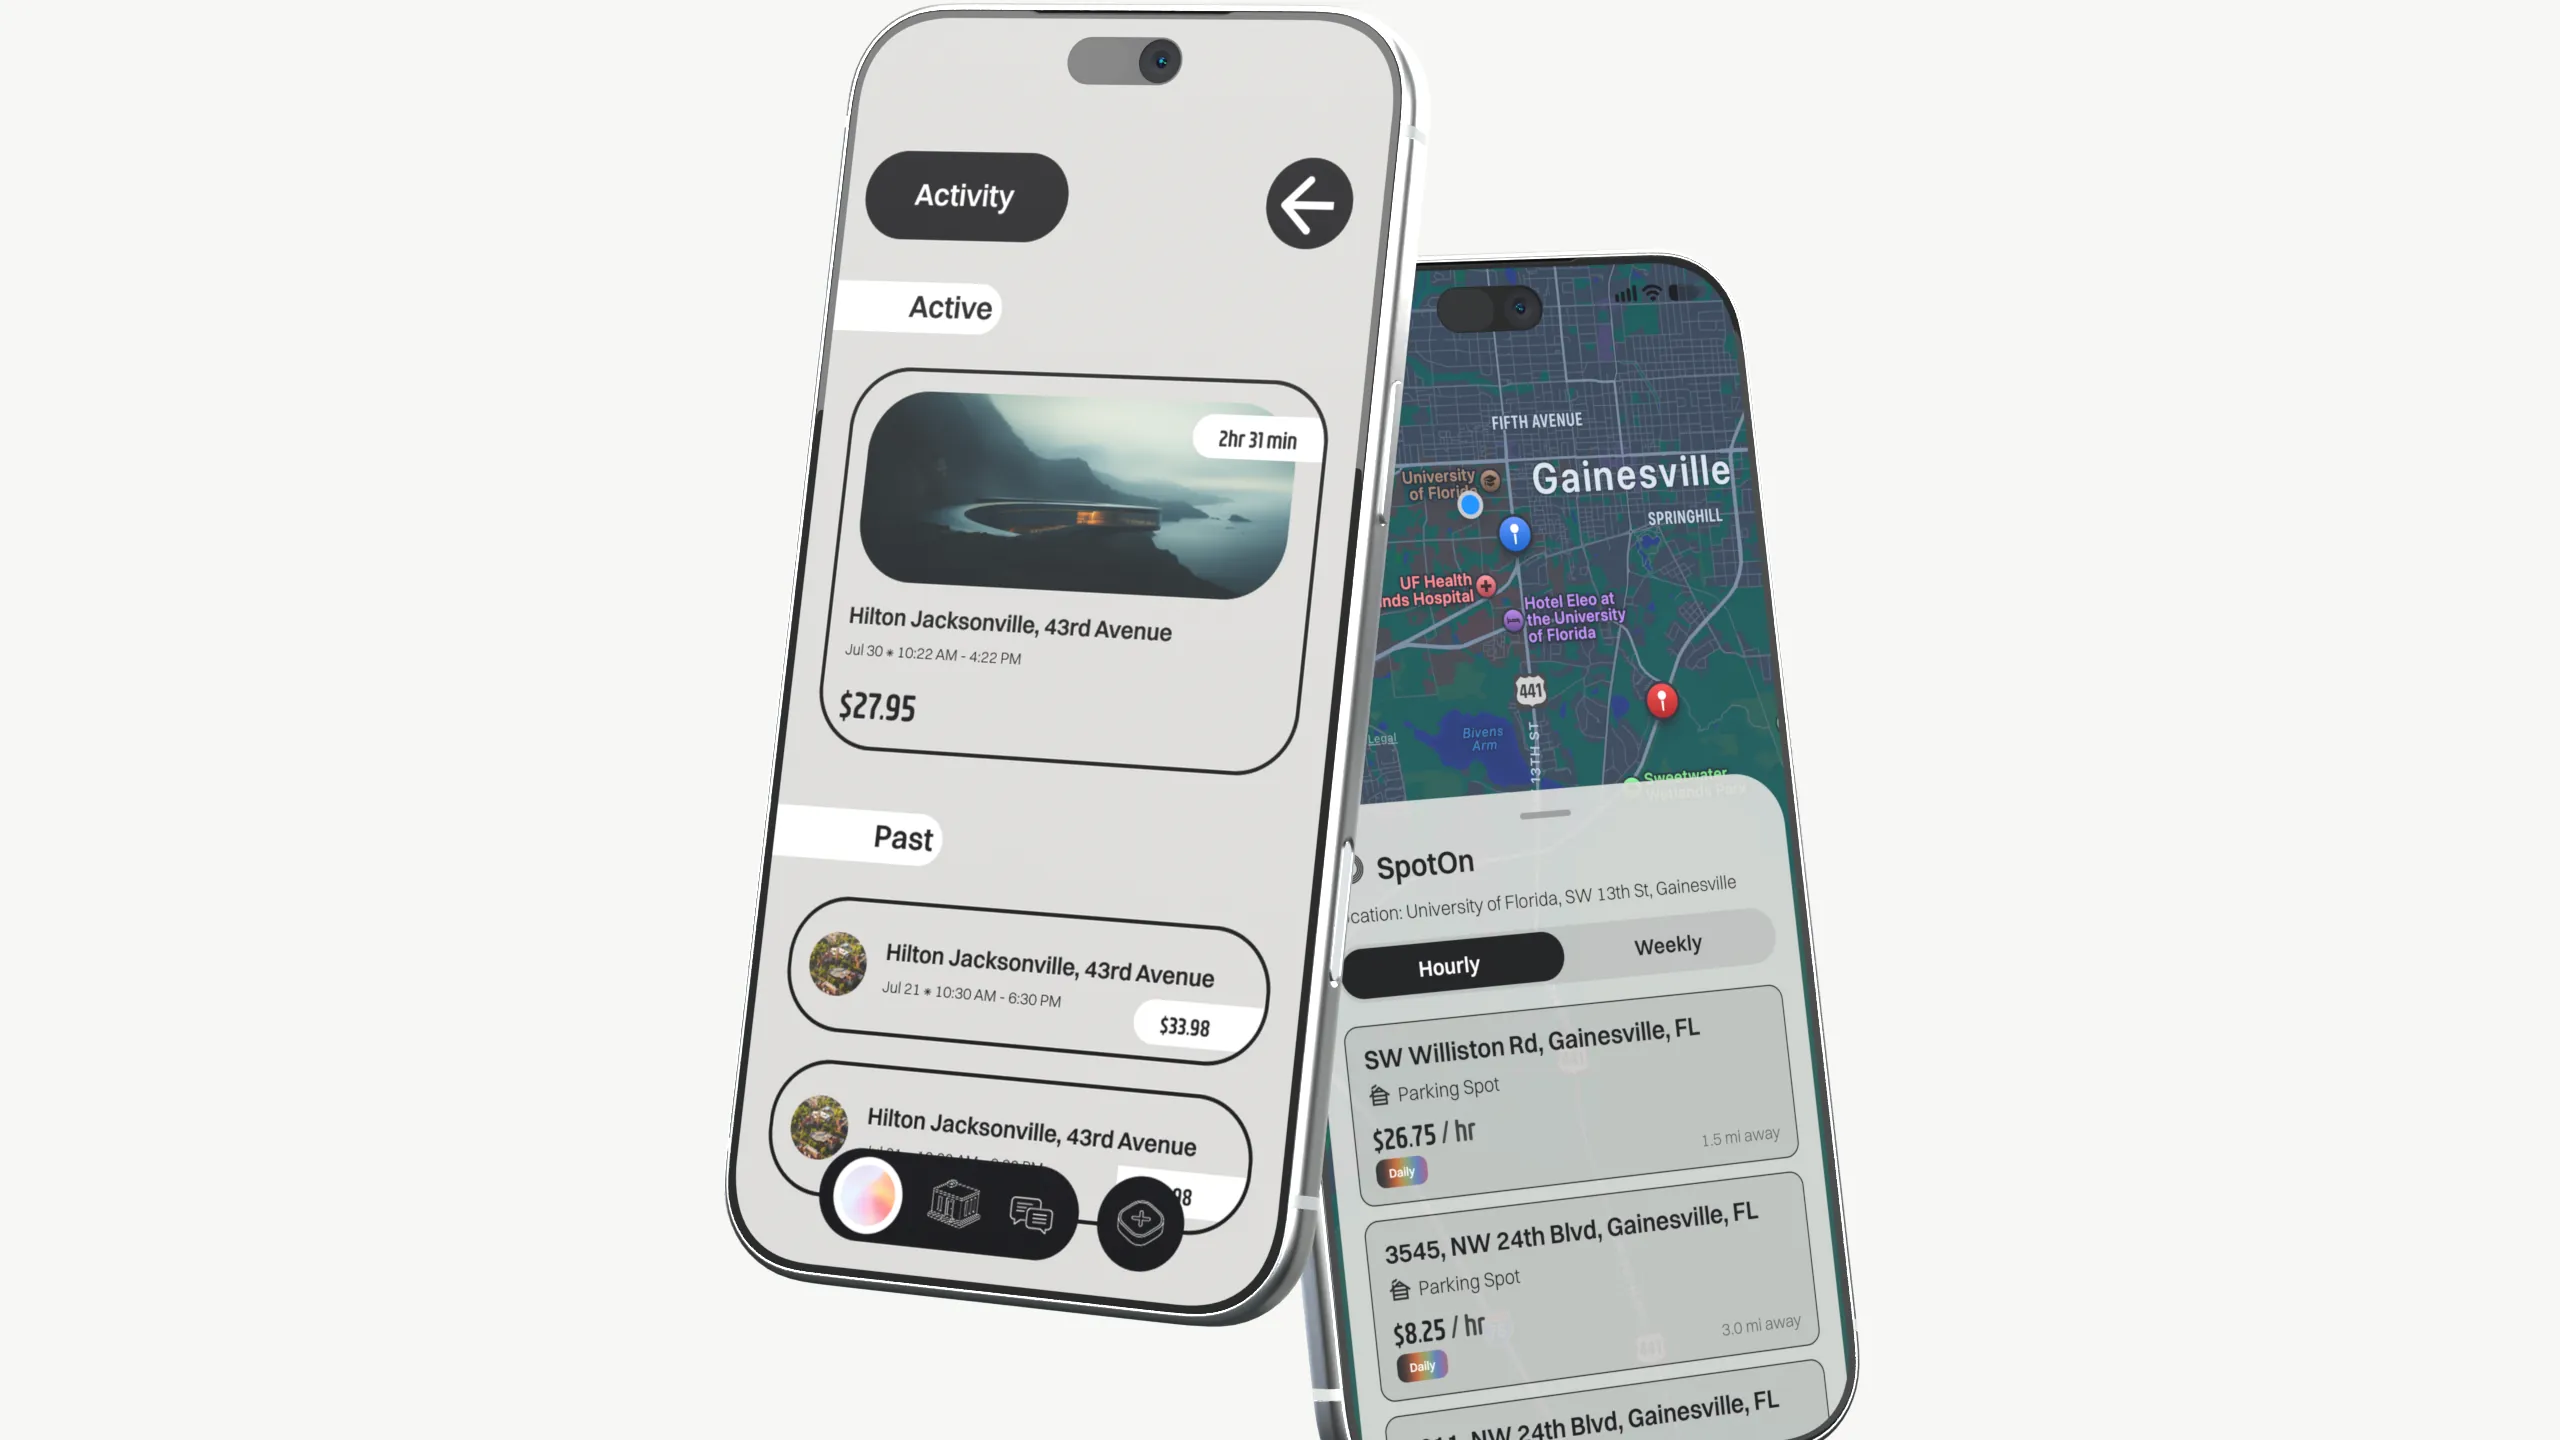 Activity
Active
2hr 31 min
Hilton Jacksonville, 43rd Avenue
Jul 30 • 10:22 AM - 4:22 PM
$27.95
Past
Hilton Jacksonville, 43rd Avenue
Jul 21 • 10:30 AM - 6:30 PM
$33.98
Hilton Jacksonville, 43rd Avenue
98
FIFTH AVENUE
Gainesville
University
of Florida
SPRINGHILL
UF Health
nds Hospital
Hotel Eleo at
the University
of Florida
441
Bivens
Arm
Legal
13TH ST
Sweetwater
Wetlands Park
SpotOn
cation: University of Florida, SW 13th St, Gainesville
Hourly
Weekly
SW Williston Rd, Gainesville, FL
Parking Spot
$26.75 / hr
1.5 mi away
Daily
3545, NW 24th Blvd, Gainesville, FL
Parking Spot
$8.25 / hr
3.0 mi away
Daily
NW 24th Blvd, Gainesville, FL